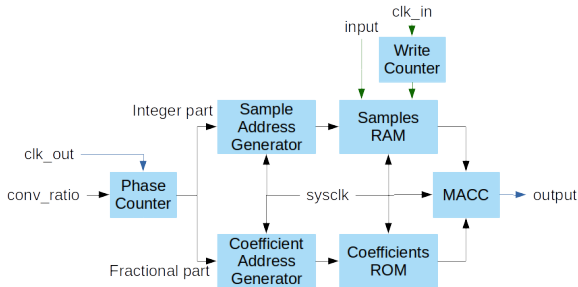 clk_in
input
Write
Counter
Integer part
Sample
Address
Generator
Samples
RAM
clk_out
conv_ratio
Phase
Counter
sysclk
MACC
output
Fractional part
Coefficient
Address
Generator
Coefficients
ROM